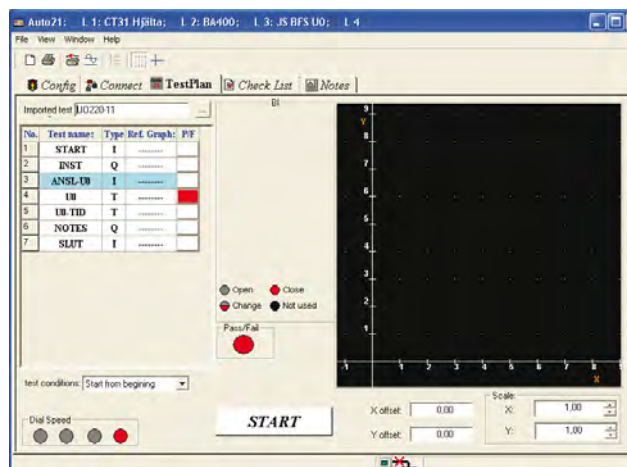 Auto21; L 1: CT31 Hjälta; L 2: BA400; L 3: JS BFS U0; L 4
File View Window Help
Config Connect TestPlan Check List Notes
Imported test UO220-11 ...
BI
No. Test name: Type Ref. Graph: P/F
1 START I --------
2 INST Q --------
3 ANSL-U0 I --------
4 U0 T --------
5 U0-TID T --------
6 NOTES Q --------
7 SLUT I --------
Open Close
Change Not used
Pass/Fail
9
Y
8
7
6
5
4
3
2
1
-1 1 2 3 4 5 6 7 8 9
X
test conditions: Start from begining
Dial Speed
START
X offset: 0,00
Y offset: 0,00
Scale:
X: 1,00
Y: 1,00